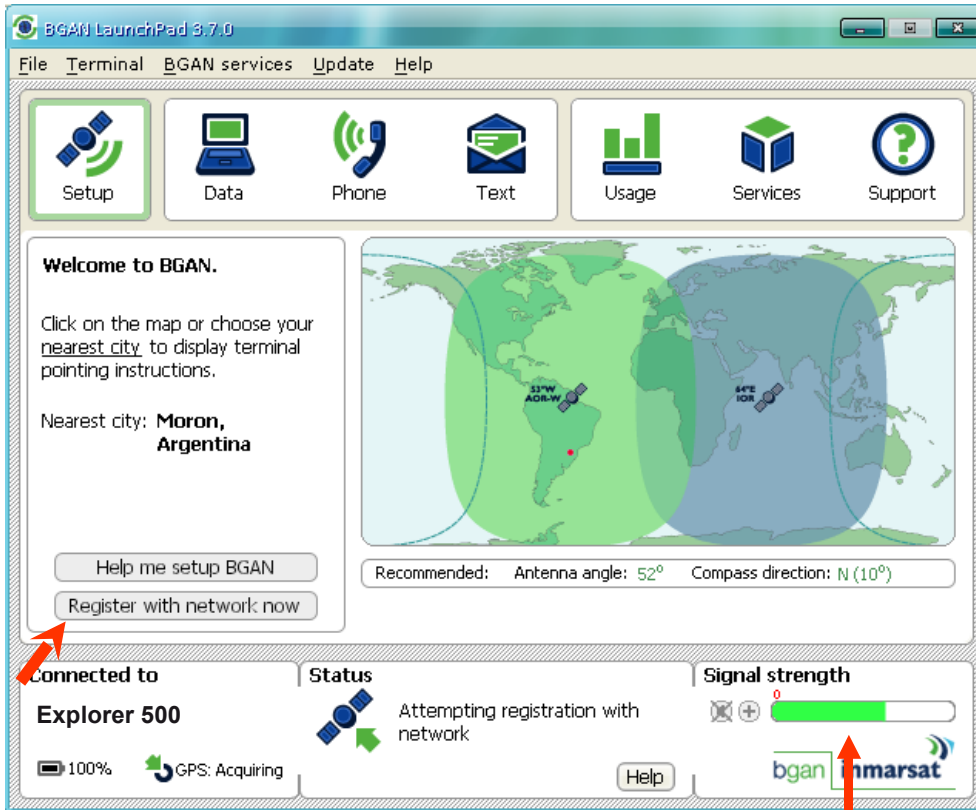 BGAN LaunchPad 3.7.0
File Terminal BGAN services Update Help
Setup
Data
Phone
Text
Usage
Services
Support
Welcome to BGAN.
Click on the map or choose your
nearest city to display terminal
pointing instructions.
Nearest city: Moron,
Argentina
53°W
AOR-W
64°E
IOR
Help me setup BGAN
Register with network now
Recommended: Antenna angle: 52° Compass direction: N (10°)
Connected to
Explorer 500
100% GPS: Acquiring
Status
Attempting registration with
network
Help
Signal strength
0
bgan inmarsat